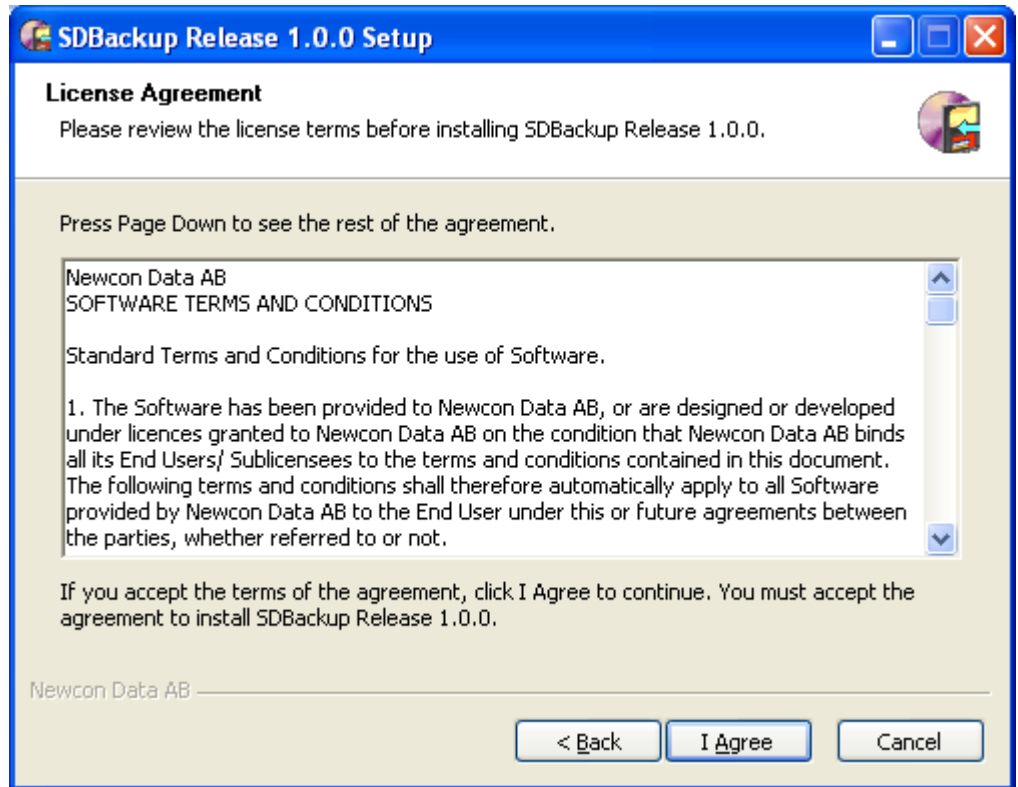 SDBackup Release 1.0.0 Setup
License Agreement
Please review the license terms before installing SDBackup Release 1.0.0.
Press Page Down to see the rest of the agreement.
Newcon Data AB
SOFTWARE TERMS AND CONDITIONS
Standard Terms and Conditions for the use of Software.
1. The Software has been provided to Newcon Data AB, or are designed or developed
under licences granted to Newcon Data AB on the condition that Newcon Data AB binds
all its End Users/ Sublicensees to the terms and conditions contained in this document.
The following terms and conditions shall therefore automatically apply to all Software
provided by Newcon Data AB to the End User under this or future agreements between
the parties, whether referred to or not.
If you accept the terms of the agreement, click I Agree to continue. You must accept the
agreement to install SDBackup Release 1.0.0.
Newcon Data AB
< Back
I Agree
Cancel